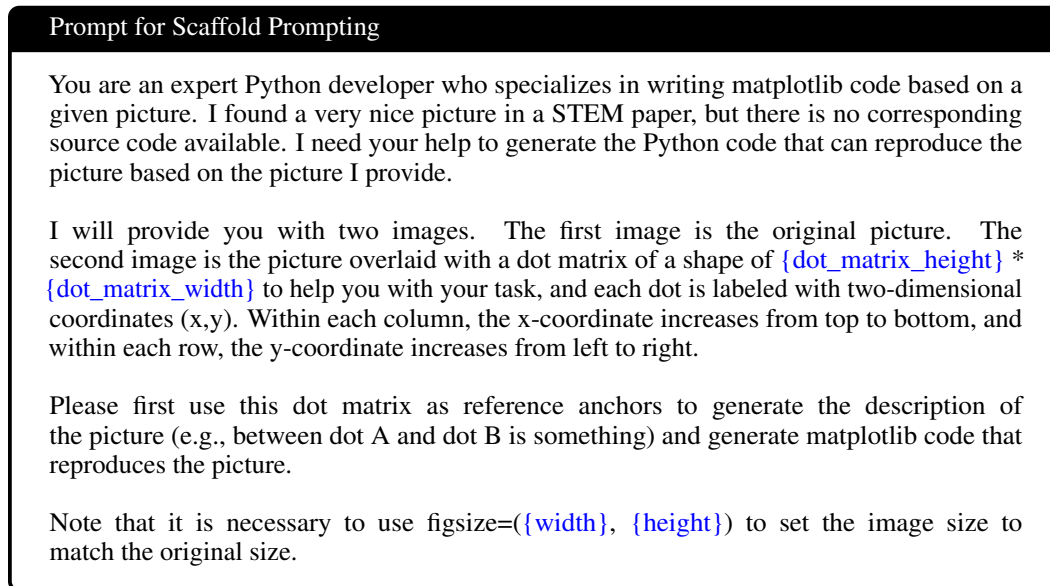 Prompt for Scaffold Prompting
You are an expert Python developer who specializes in writing matplotlib code based on a
given picture. I found a very nice picture in a STEM paper, but there is no corresponding
source code available. I need your help to generate the Python code that can reproduce the
picture based on the picture I provide.
I will provide you with two images. The first image is the original picture. The
second image is the picture overlaid with a dot matrix of a shape of {dot_matrix_height} *
{dot_matrix_width} to help you with your task, and each dot is labeled with two-dimensional
coordinates (x,y). Within each column, the x-coordinate increases from top to bottom, and
within each row, the y-coordinate increases from left to right.
Please first use this dot matrix as reference anchors to generate the description of
the picture (e.g., between dot A and dot B is something) and generate matplotlib code that
reproduces the picture.
Note that it is necessary to use figsize=({width}, {height}) to set the image size to
match the original size.